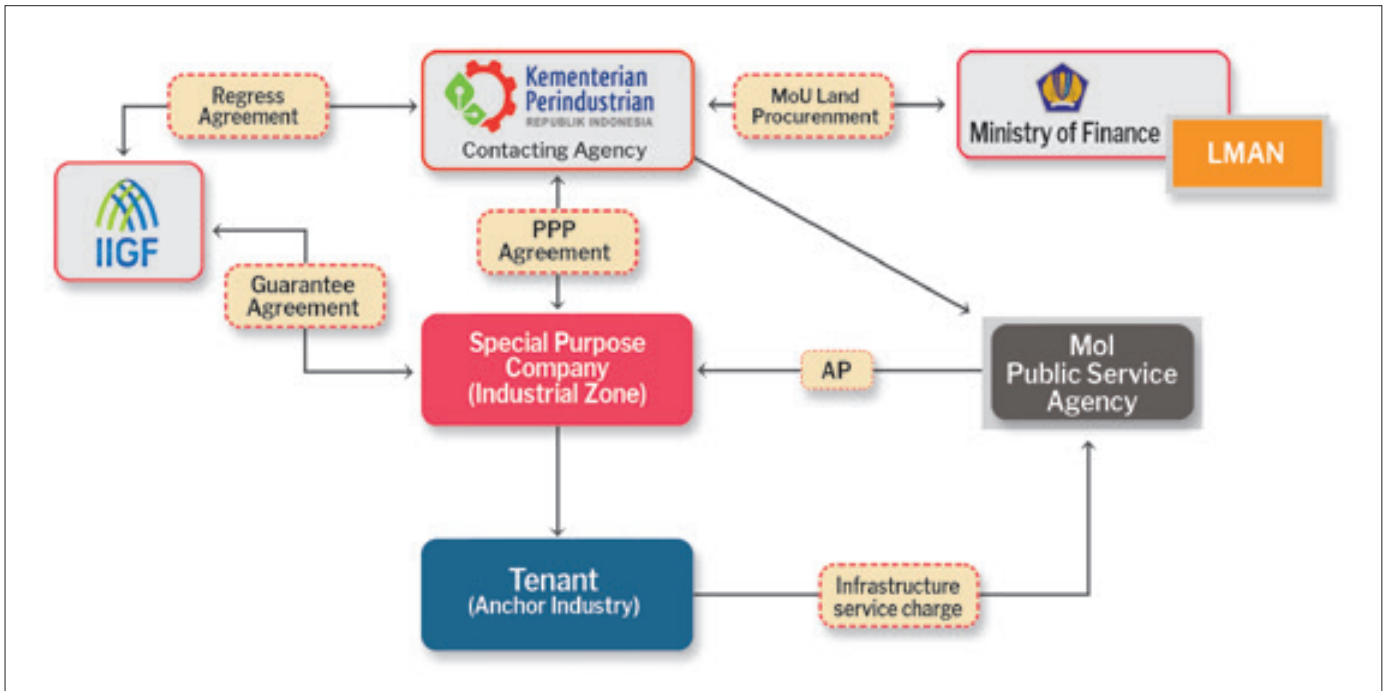 Regress
Agreement
Kementerian
Perindustrian
REPUBLIK INDONESIA
Contacting Agency
MoU Land
Procurenment
Ministry of Finance
LMAN
IIGF
Guarantee
Agreement
PPP
Agreement
Special Purpose
Company
(Industrial Zone)
AP
MoI
Public Service
Agency
Tenant
(Anchor Industry)
Infrastructure
service charge